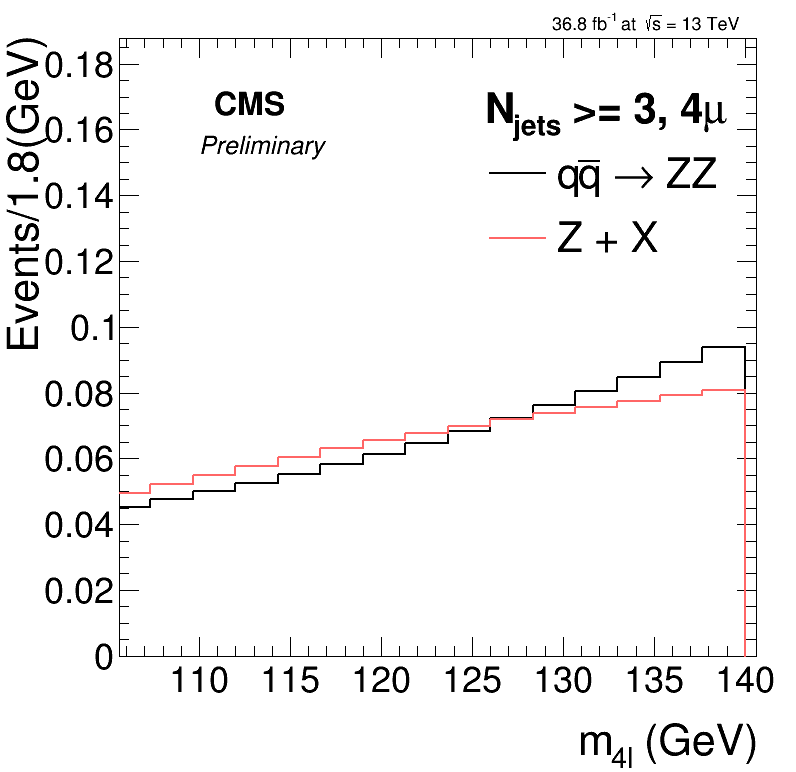 36.8 fb⁻¹ at √s = 13 TeV
CMS
Preliminary
N_jets >= 3, 4μ
qq̅ → ZZ
Z + X
Events/1.8(GeV)
0.18
0.16
0.14
0.12
0.1
0.08
0.06
0.04
0.02
0
110 115 120 125 130 135 140
m_4l (GeV)